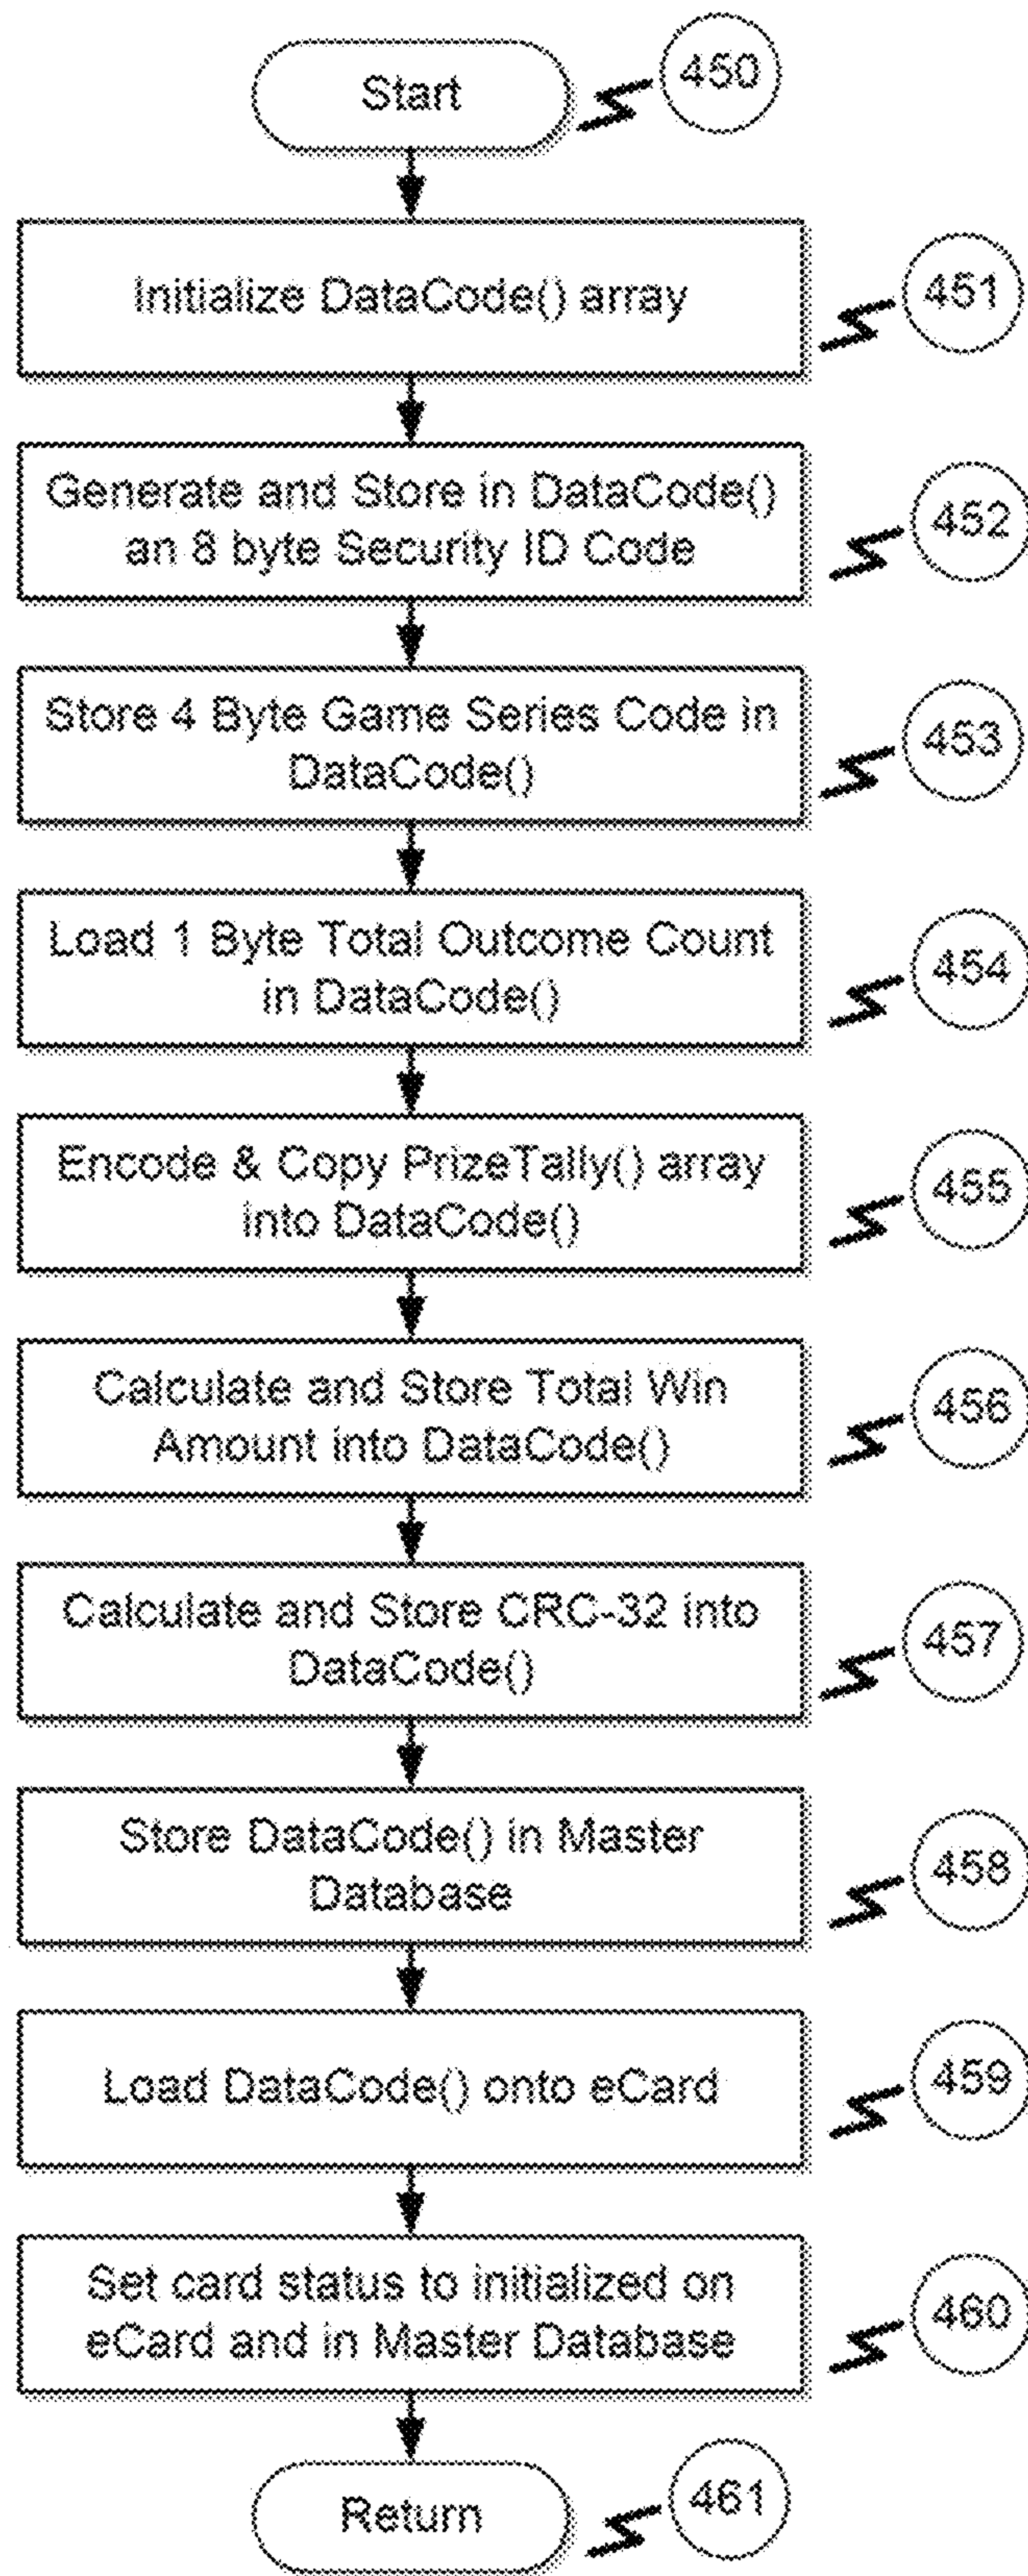 Start
450
Initialize DataCode() array
451
Generate and Store in DataCode()
an 8 byte Security ID Code
452
Store 4 Byte Game Series Code in
DataCode()
453
Load 1 Byte Total Outcome Count
in DataCode()
454
Encode & Copy PrizeTally() array
into DataCode()
455
Calculate and Store Total Win
Amount into DataCode()
456
Calculate and Store CRC-32 into
DataCode()
457
Store DataCode() in Master
Database
458
Load DataCode() onto eCard
459
Set card status to initialized on
eCard and in Master Database
460
Return
461